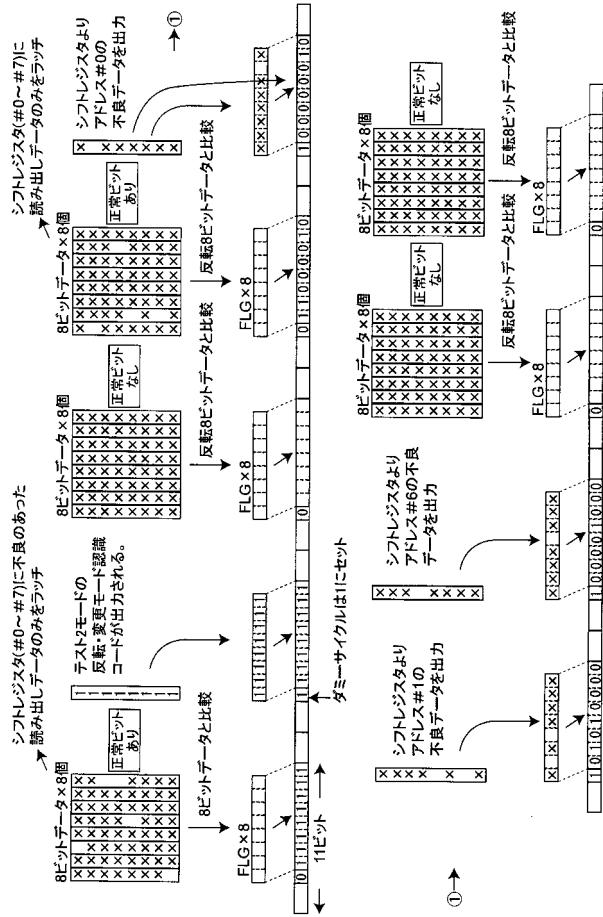 シフトレジスタ(#0~#7)に不良のあった
読み出しデータのみをラッチ
8ビットデータ×8個
正常ビット
あり
8ビットデータと比較
FLG×8
11ビット
テスト2モードの
反転・変更モード認識
コードが出力される。
ダミーサイクルは1にセット
8ビットデータ×8個
正常ビット
なし
反転8ビットデータと比較
FLG×8
0
シフトレジスタ(#0~#7)に
読み出しデータのみをラッチ
8ビットデータ×8個
正常ビット
あり
反転8ビットデータと比較
FLG×8
シフトレジスタより
アドレス#0の
不良データを出力
→①
①→
シフトレジスタより
アドレス#1の
不良データを出力
シフトレジスタより
アドレス#6の不良
データを出力
8ビットデータ×8個
正常ビット
なし
反転8ビットデータと比較
FLG×8
0
8ビットデータ×8個
正常ビット
なし
反転8ビットデータと比較
FLG×8
0